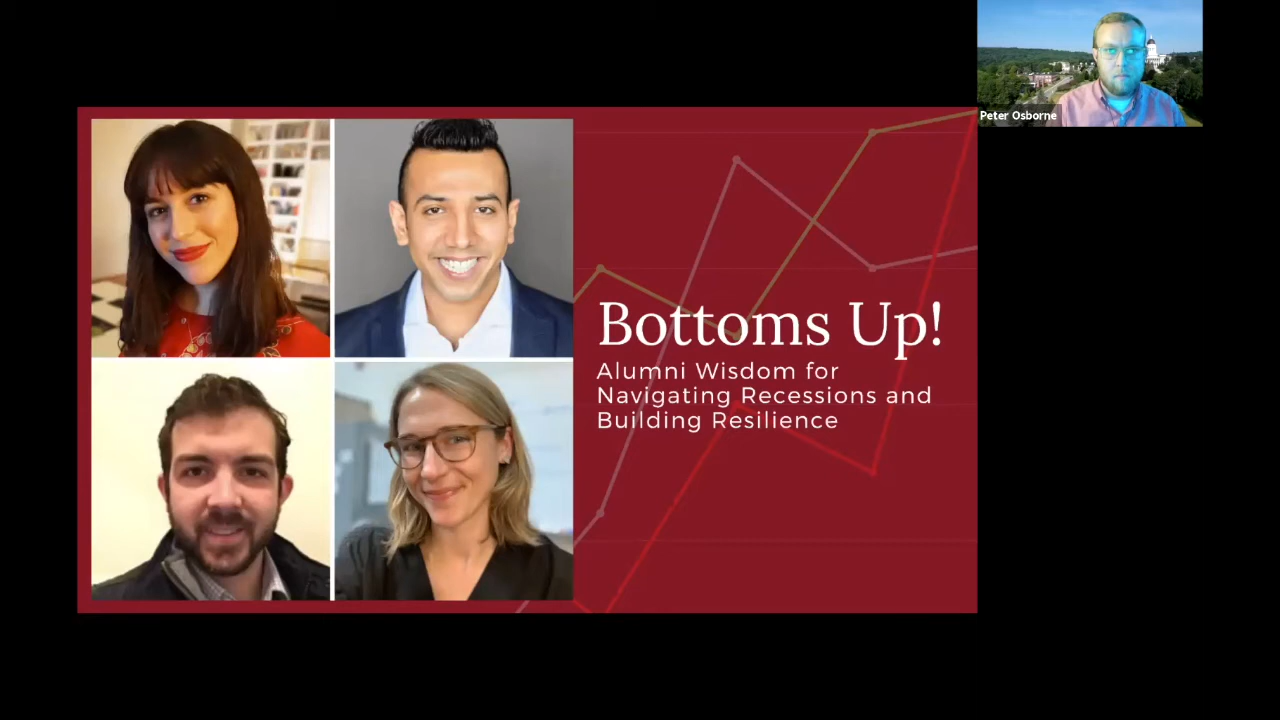 Peter Osborne
Bottoms Up!
Alumni Wisdom for
Navigating Recessions and
Building Resilience